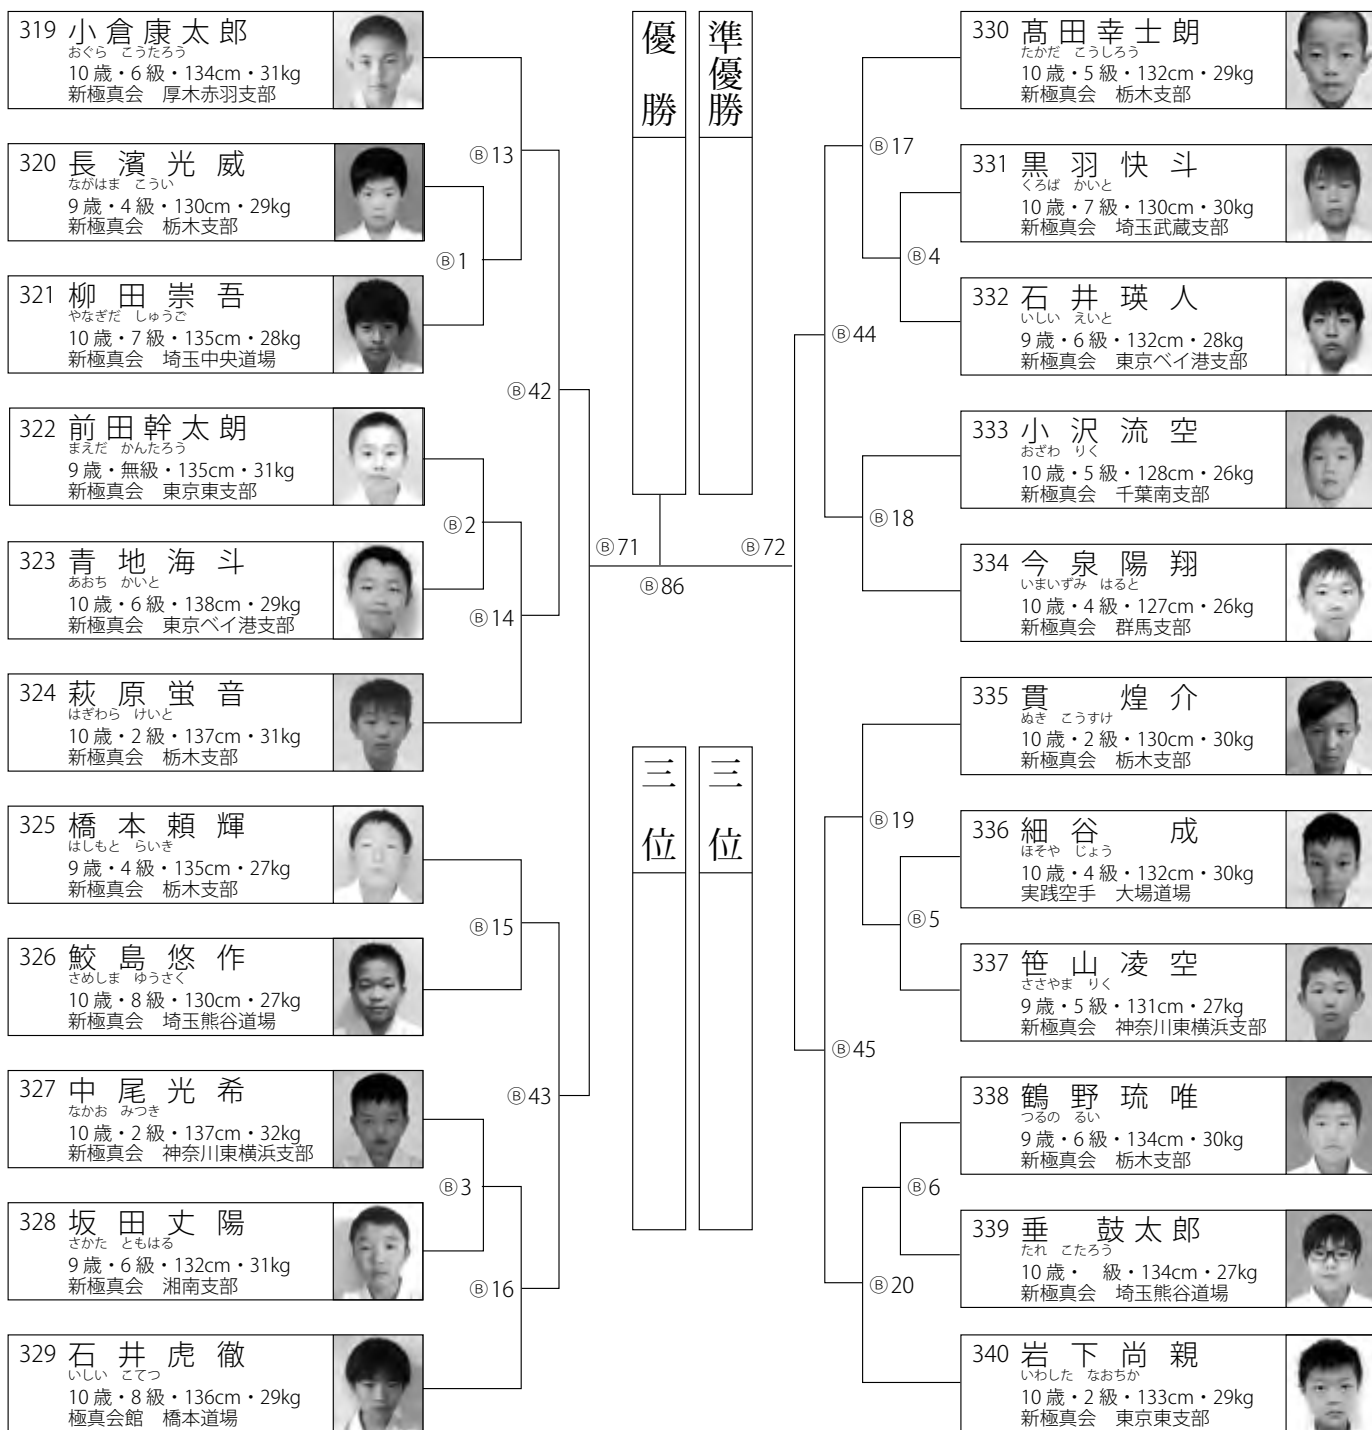 319 小倉康太郎
おぐら こうたろう
10 歳・6 級・134cm・31kg
新極真会 厚木赤羽支部
320 長濱光威
ながはま こうい
9 歳・4 級・130cm・29kg
新極真会 栃木支部
321 柳田崇吾
やなぎだ しゅうご
10 歳・7 級・135cm・28kg
新極真会 埼玉中央道場
322 前田幹太朗
まえだ かんたろう
9 歳・無級・135cm・31kg
新極真会 東京東支部
323 青地海斗
あおち かいと
10 歳・6 級・138cm・29kg
新極真会 東京ベイ港支部
324 萩原蛍音
はぎわら けいと
10 歳・2 級・137cm・31kg
新極真会 栃木支部
325 橋本頼輝
はしもと らいき
9 歳・4 級・135cm・27kg
新極真会 栃木支部
326 鮫島悠作
さめしま ゆうさく
10 歳・8 級・130cm・27kg
新極真会 埼玉熊谷道場
327 中尾光希
なかお みつき
10 歳・2 級・137cm・32kg
新極真会 神奈川東横浜支部
328 坂田丈陽
さかた ともはる
9 歳・6 級・132cm・31kg
新極真会 湘南支部
329 石井虎徹
いしい こてつ
10 歳・8 級・136cm・29kg
極真会館 橋本道場
Ⓑ13
Ⓑ1
Ⓑ42
Ⓑ2
Ⓑ14
Ⓑ15
Ⓑ43
Ⓑ3
Ⓑ16
優勝
準優勝
Ⓑ71
Ⓑ72
Ⓑ86
三位
三位
Ⓑ17
Ⓑ4
Ⓑ44
Ⓑ18
Ⓑ19
Ⓑ5
Ⓑ45
Ⓑ6
Ⓑ20
330 髙田幸士朗
たかだ こうしろう
10 歳・5 級・132cm・29kg
新極真会 栃木支部
331 黒羽快斗
くろば かいと
10 歳・7 級・130cm・30kg
新極真会 埼玉武蔵支部
332 石井瑛人
いしい えいと
9 歳・6 級・132cm・28kg
新極真会 東京ベイ港支部
333 小沢流空
おざわ りく
10 歳・5 級・128cm・26kg
新極真会 千葉南支部
334 今泉陽翔
いまいずみ はると
10 歳・4 級・127cm・26kg
新極真会 群馬支部
335 貫 煌介
ぬき こうすけ
10 歳・2 級・130cm・30kg
新極真会 栃木支部
336 細谷 成
ほそや じょう
10 歳・4 級・132cm・30kg
実践空手 大場道場
337 笹山凌空
ささやま りく
9 歳・5 級・131cm・27kg
新極真会 神奈川東横浜支部
338 鶴野琉唯
つるの るい
9 歳・6 級・134cm・30kg
新極真会 栃木支部
339 垂 鼓太郎
たれ こたろう
10 歳・ 級・134cm・27kg
新極真会 埼玉熊谷道場
340 岩下尚親
いわした なおちか
10 歳・2 級・133cm・29kg
新極真会 東京東支部